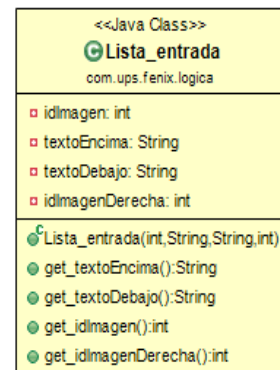 <<Java Class>>
Lista_entrada
com.ups.fenix.logica
idImagen: int
textoEncima: String
textoDebajo: String
idImagenDerecha: int
Lista_entrada(int,String,String,int)
get_textoEncima():String
get_textoDebajo():String
get_idImagen():int
get_idImagenDerecha():int